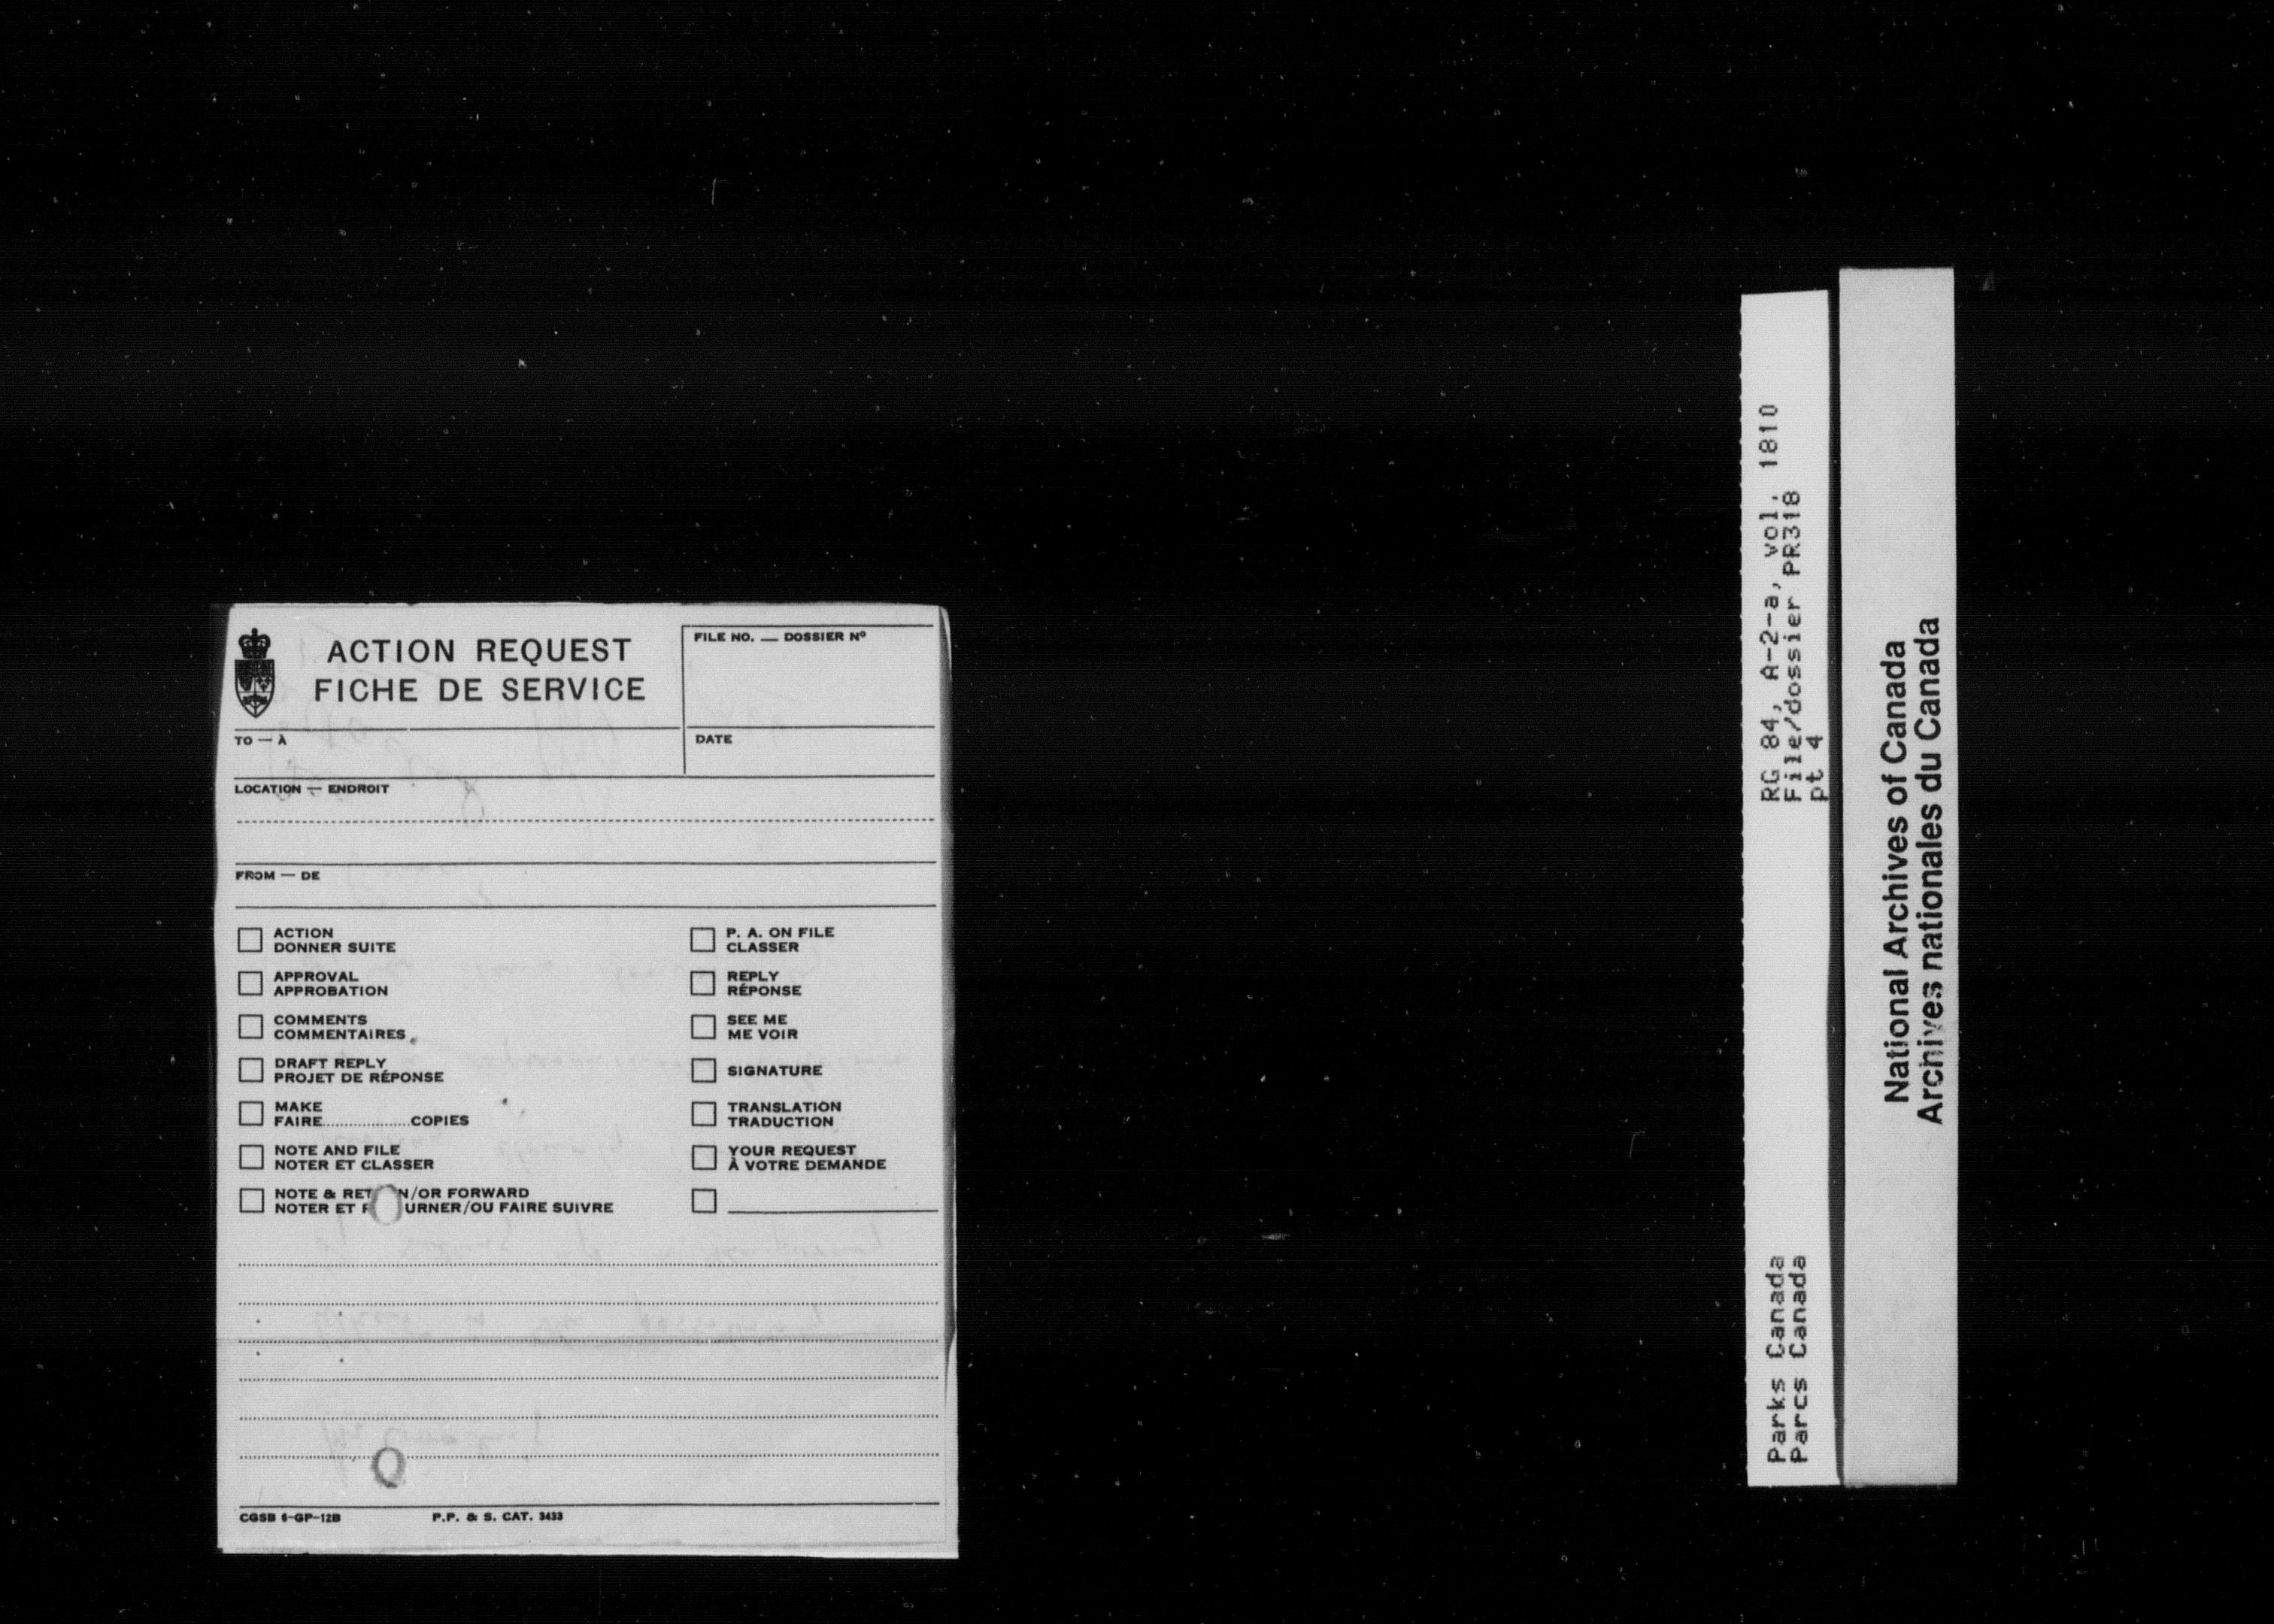 ACTION REQUEST
FICHE DE SERVICE
FILE NO. — DOSSIER Nº
TO — À
DATE
LOCATION — ENDROIT
FROM — DE
ACTION
DONNER SUITE
APPROVAL
APPROBATION
COMMENTS
COMMENTAIRES
DRAFT REPLY
PROJET DE RÉPONSE
MAKE
FAIRE....................COPIES
NOTE AND FILE
NOTER ET CLASSER
NOTE & RET N/OR FORWARD
NOTER ET R URNER/OU FAIRE SUIVRE
P. A. ON FILE
CLASSER
REPLY
RÉPONSE
SEE ME
ME VOIR
SIGNATURE
TRANSLATION
TRADUCTION
YOUR REQUEST
À VOTRE DEMANDE
CGSB 6-GP-12B
P.P. & S. CAT. 3433
RG 84, A-2-a, vol. 1810
File/dossier PR318
pt 4
Parks Canada
Parcs Canada
National Archives of Canada
Archives nationales du Canada